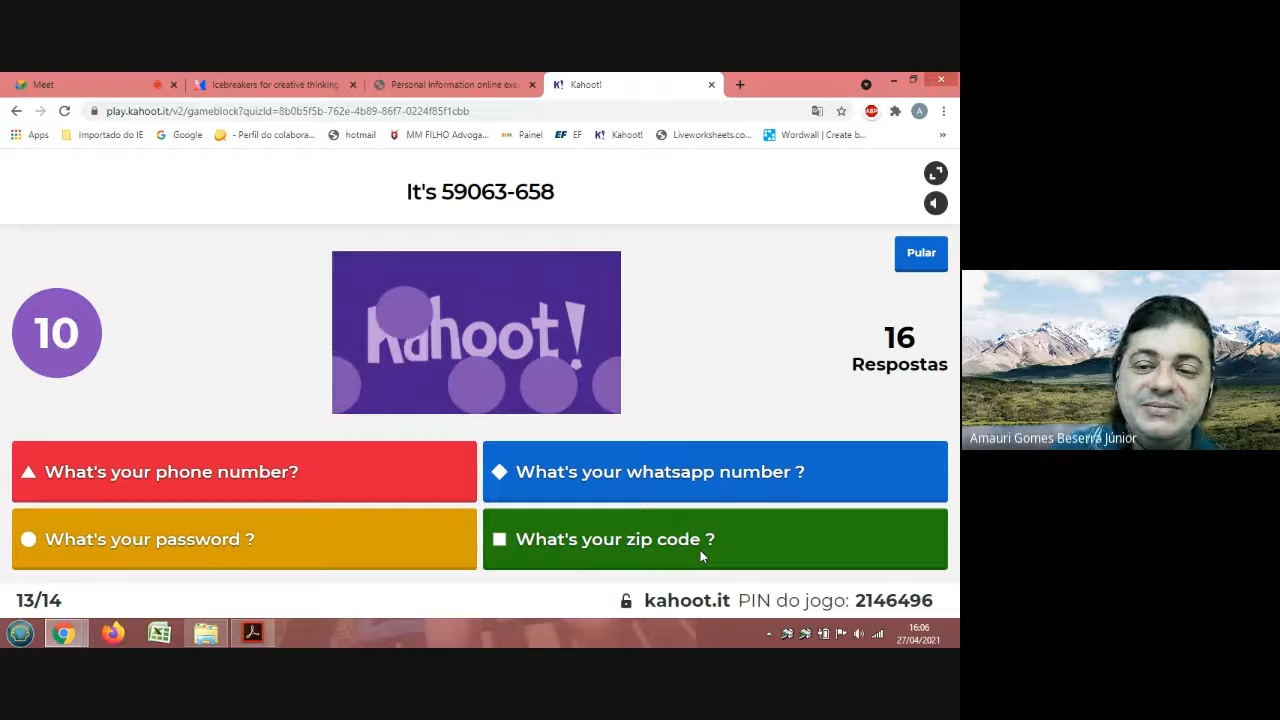 Meet
Icebreakers for creative thinking
Personal Information online exe
K! Kahoot!
play.kahoot.it/v2/gameblock?quizId=8b0b5f5b-762e-4b89-86f7-0224f85f1cbb
ABP
A
Apps
Importado do IE
Google
- Perfil do colabora...
hotmail
MM FILHO Advoga...
Painel
EF EF
K! Kahoot!
Liveworksheets.co...
Wordwall | Create b...
It's 59063-658
Pular
10
Kahoot!
16
Respostas
What's your phone number?
What's your whatsapp number ?
What's your password ?
What's your zip code ?
13/14
kahoot.it PIN do jogo: 2146496
16:06
27/04/2021
Amauri Gomes Beserra Júnior